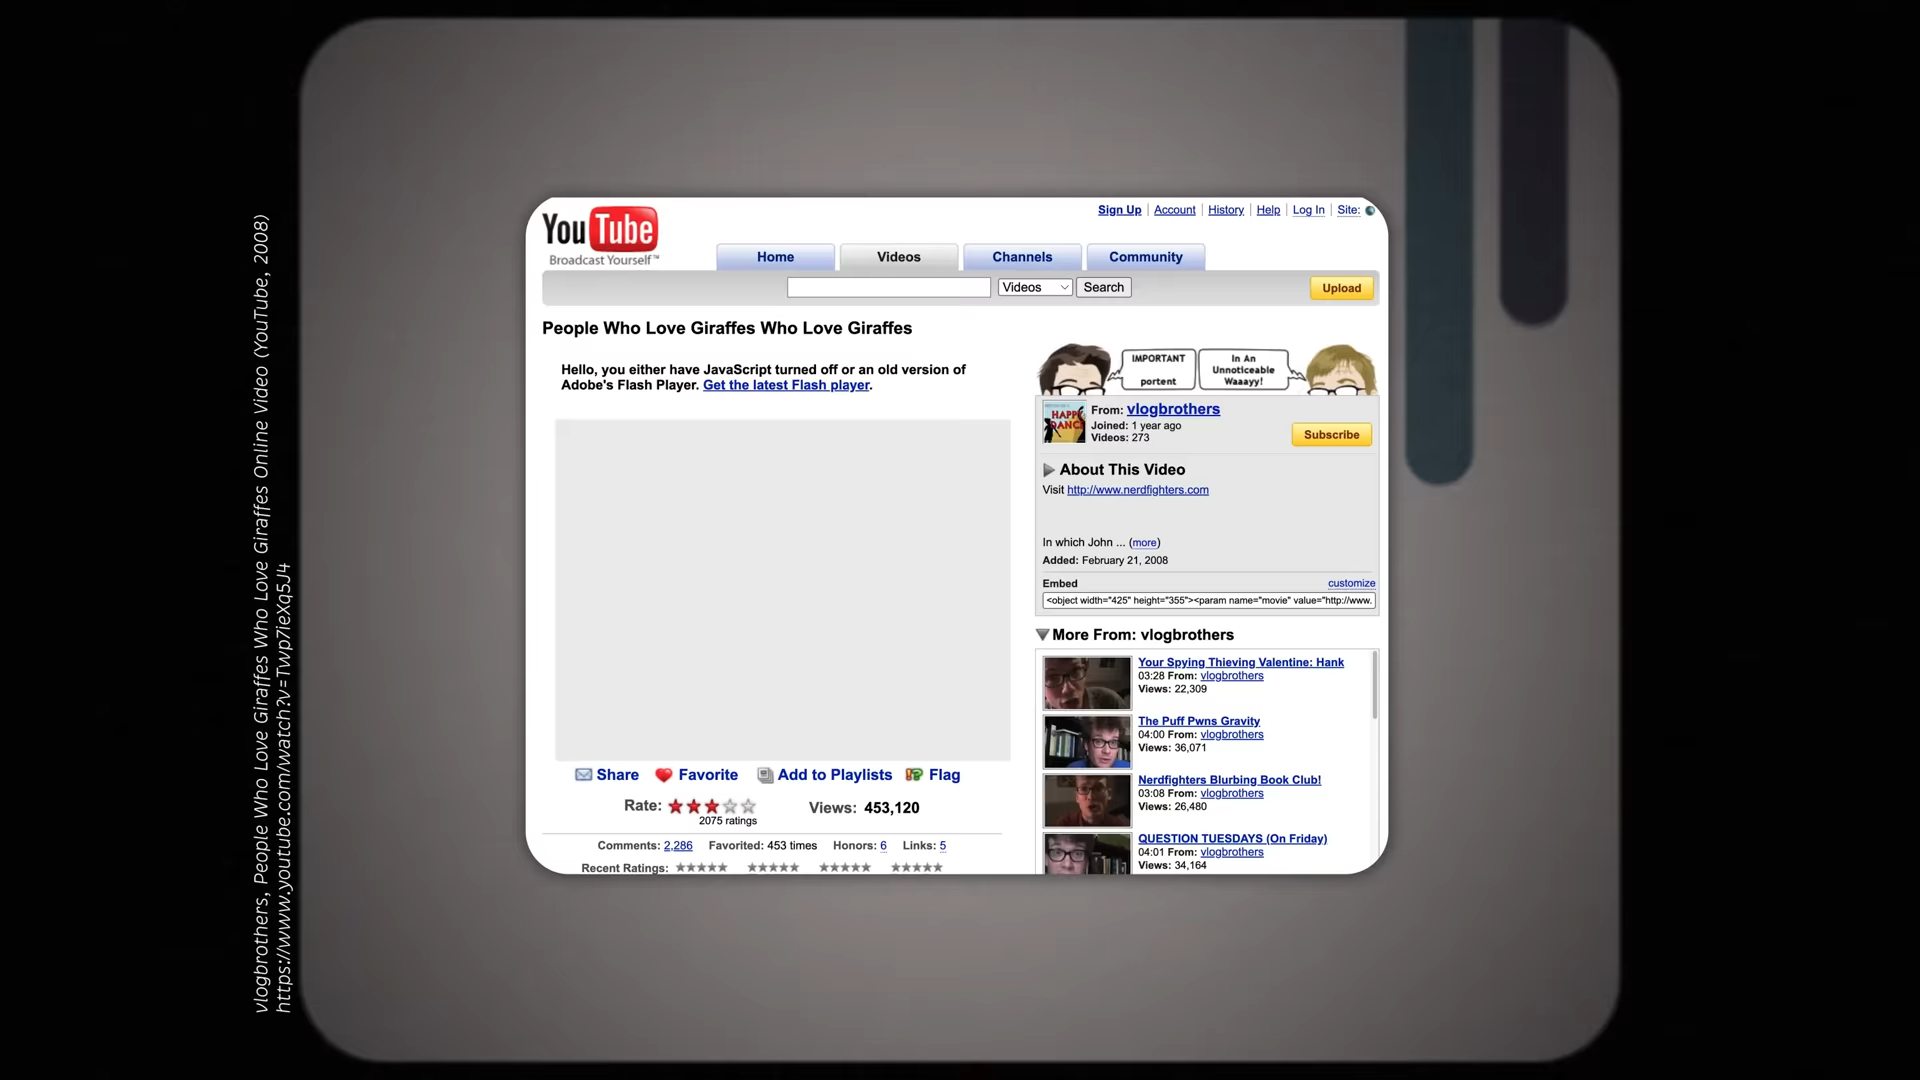 vlogbrothers, People Who Love Giraffes Who Love Giraffes Online Video (YouTube, 2008)
https://www.youtube.com/watch?v=Twp7ieXq5J4
YouTube
Broadcast Yourself™
Sign Up | Account | History | Help | Log In | Site:
Home Videos Channels Community
Videos Search Upload
People Who Love Giraffes Who Love Giraffes
Hello, you either have JavaScript turned off or an old version of
Adobe's Flash Player. Get the latest Flash player.
Share Favorite Add to Playlists Flag
Rate: Views: 453,120
2075 ratings
Comments: 2,286 Favorited: 453 times Honors: 6 Links: 5
Recent Ratings:
IMPORTANT
portent
In An
Unnoticeable
Waaayy!
HAPPY
DANCE
From: vlogbrothers
Joined: 1 year ago
Videos: 273
Subscribe
About This Video
Visit http://www.nerdfighters.com
In which John ... (more)
Added: February 21, 2008
Embed customize
<object width="425" height="355"><param name="movie" value="http://www.
More From: vlogbrothers
Your Spying Thieving Valentine: Hank
03:28 From: vlogbrothers
Views: 22,309
The Puff Pwns Gravity
04:00 From: vlogbrothers
Views: 36,071
Nerdfighters Blurbing Book Club!
03:08 From: vlogbrothers
Views: 26,480
QUESTION TUESDAYS (On Friday)
04:01 From: vlogbrothers
Views: 34,164